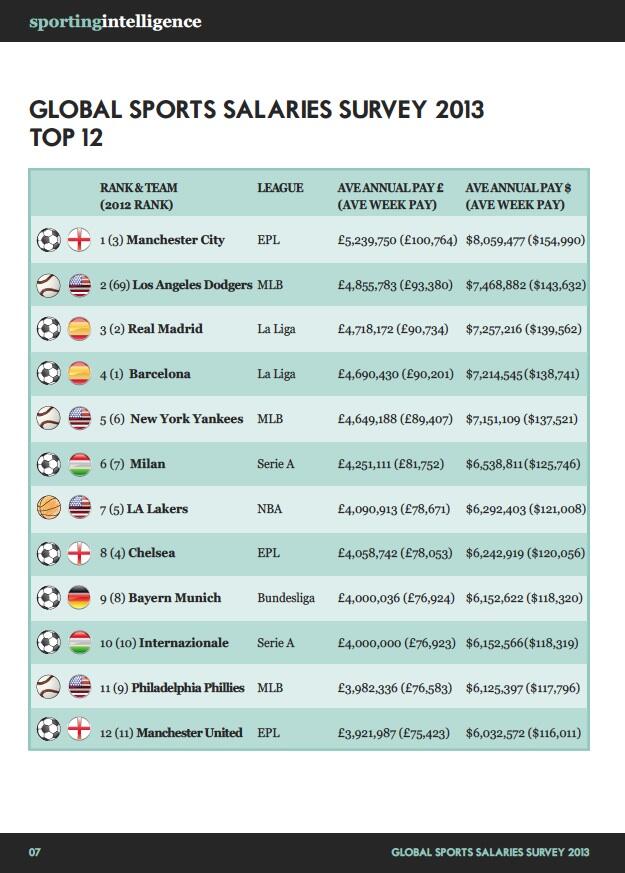 sportingintelligence
GLOBAL SPORTS SALARIES SURVEY 2013
TOP 12
RANK & TEAM LEAGUE AVE ANNUAL PAY £ AVE ANNUAL PAY $
(2012 RANK) (AVE WEEK PAY) (AVE WEEK PAY)
1 (3) Manchester City EPL £5,239,750 (£100,764) $8,059,477 ($154,990)
2 (69) Los Angeles Dodgers MLB £4,855,783 (£93,380) $7,468,882 ($143,632)
3 (2) Real Madrid La Liga £4,718,172 (£90,734) $7,257,216 ($139,562)
4 (1) Barcelona La Liga £4,690,430 (£90,201) $7,214,545 ($138,741)
5 (6) New York Yankees MLB £4,649,188 (£89,407) $7,151,109 ($137,521)
6 (7) Milan Serie A £4,251,111 (£81,752) $6,538,811 ($125,746)
7 (5) LA Lakers NBA £4,090,913 (£78,671) $6,292,403 ($121,008)
8 (4) Chelsea EPL £4,058,742 (£78,053) $6,242,919 ($120,056)
9 (8) Bayern Munich Bundesliga £4,000,036 (£76,924) $6,152,622 ($118,320)
10 (10) Internazionale Serie A £4,000,000 (£76,923) $6,152,566($118,319)
11 (9) Philadelphia Phillies MLB £3,982,336 (£76,583) $6,125,397 ($117,796)
12 (11) Manchester United EPL £3,921,987 (£75,423) $6,032,572 ($116,011)
07 GLOBAL SPORTS SALARIES SURVEY 2013